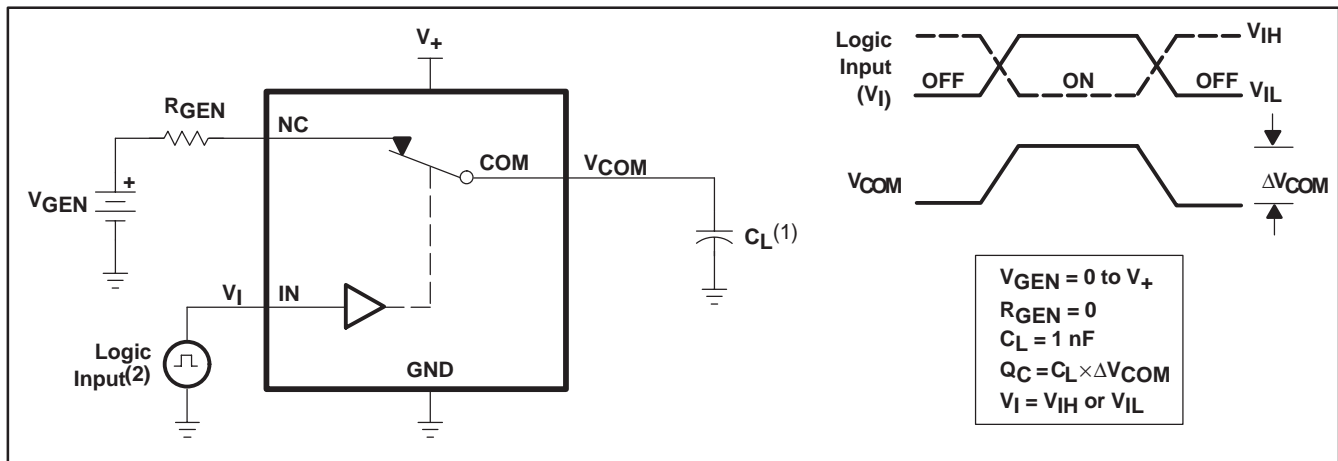 V+
RGEN
NC
COM
VCOM
VGEN
+
CL(1)
VI
IN
Logic
Input(2)
GND
Logic
Input
(VI)
OFF
ON
OFF
VIH
VIL
VCOM
ΔVCOM
VGEN = 0 to V+
RGEN = 0
CL = 1 nF
QC = CL × ΔVCOM
VI = VIH or VIL